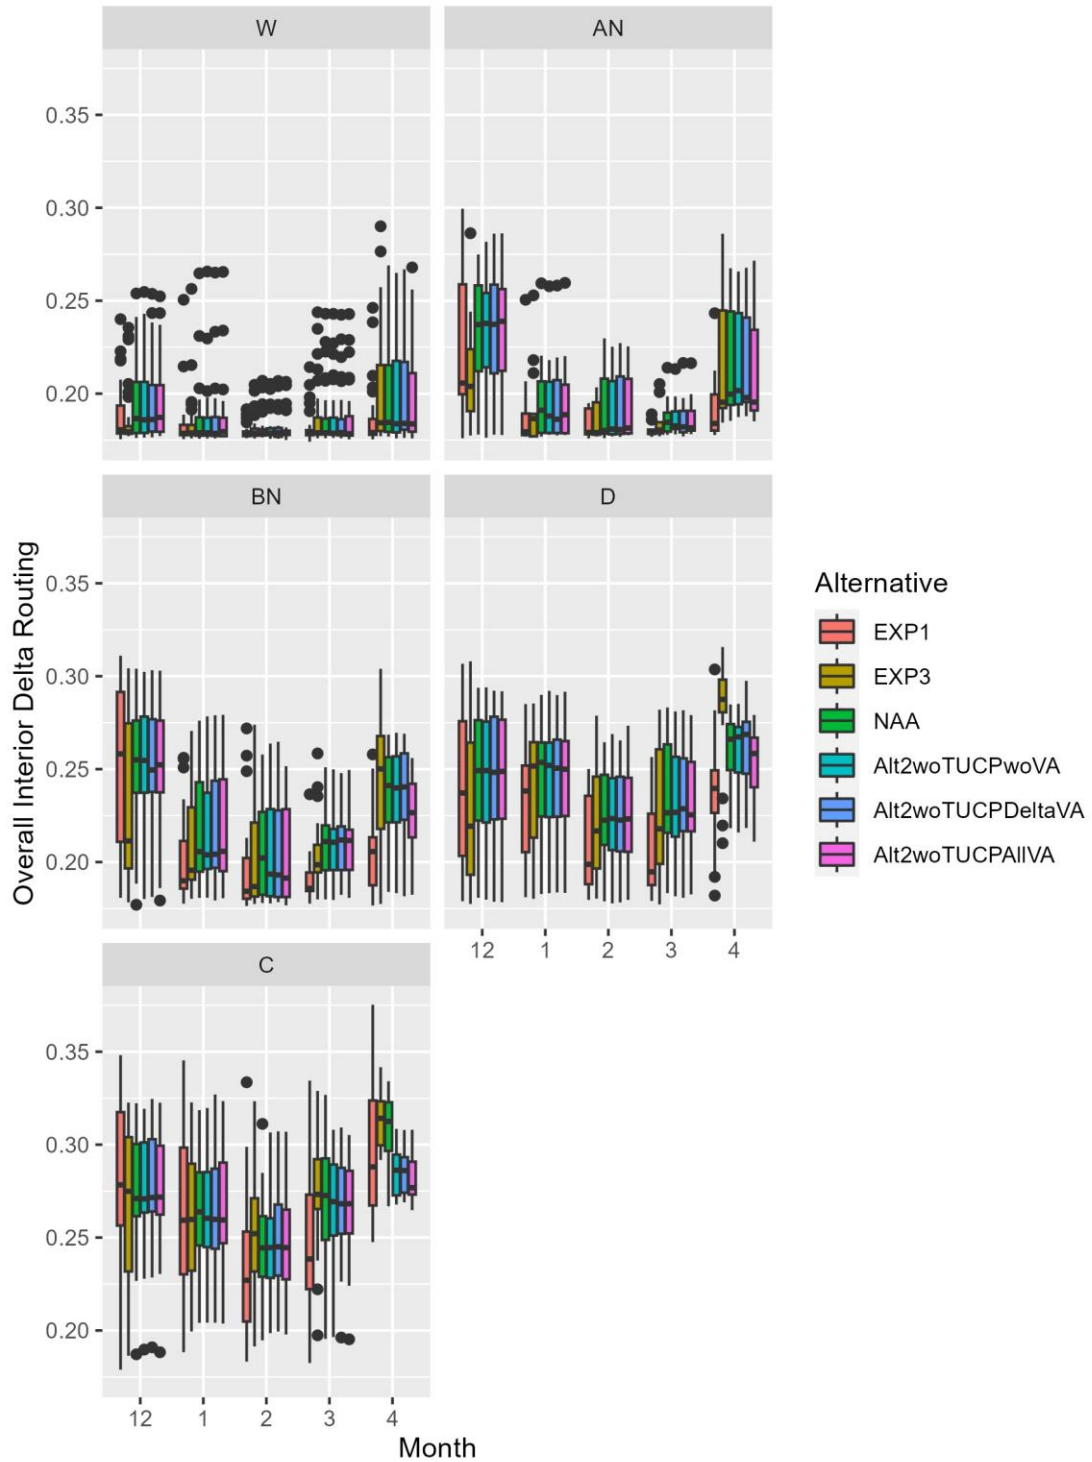 W
AN
0.35
0.30
0.25
0.20
BN
D
0.35
0.30
0.25
0.20
12 1 2 3 4
C
0.35
0.30
0.25
0.20
12 1 2 3 4
Month
Overall Interior Delta Routing
Alternative
EXP1
EXP3
NAA
Alt2woTUCPwoVA
Alt2woTUCPDeltaVA
Alt2woTUCPAllVA